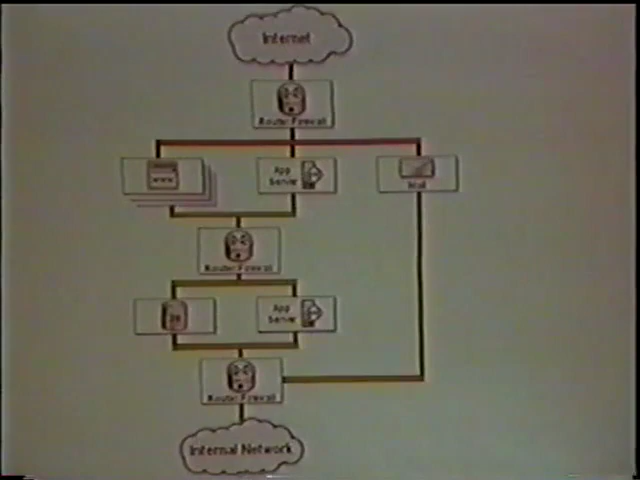 Internet
Router/Firewall
www
App
Server
Mail
Router/Firewall
DB
App
Server
Router/Firewall
Internal Network